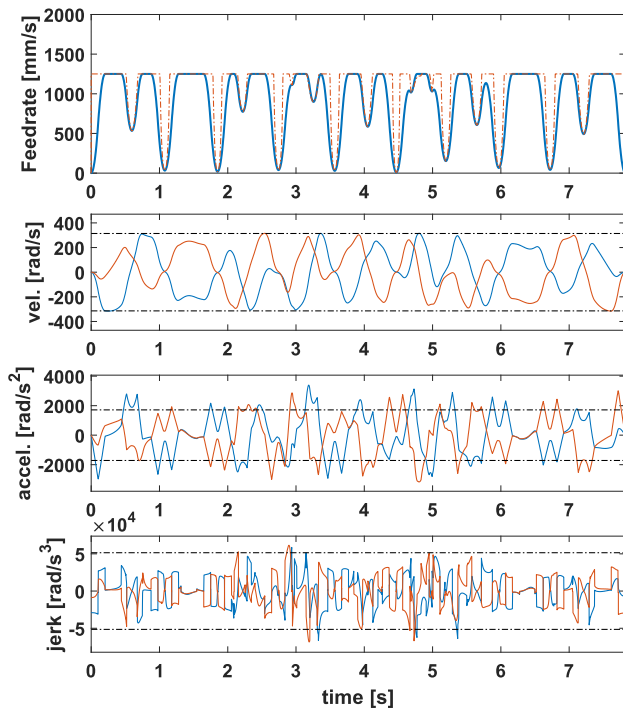 2000
1500
1000
500
0
Feedrate [mm/s]
0 1 2 3 4 5 6 7
400
200
0
-200
-400
vel. [rad/s]
0 1 2 3 4 5 6 7
4000
2000
0
-2000
accel. [rad/s²]
0 1 2 3 4 5 6 7
×10⁴
5
0
-5
jerk [rad/s³]
0 1 2 3 4 5 6 7
time [s]